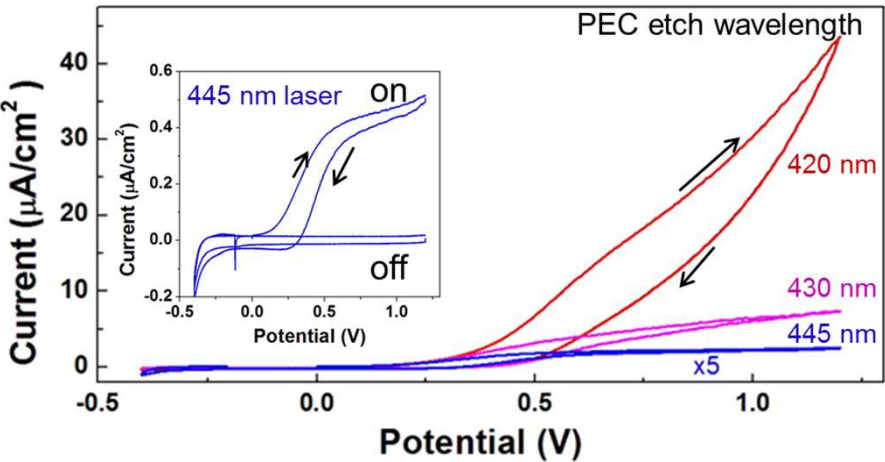 PEC etch wavelength
Current (μA/cm²)
40
30
20
10
0
-0.5
0.0
0.5
1.0
Potential (V)
420 nm
430 nm
445 nm
x5
445 nm laser
on
off
Current (μA/cm²)
0.6
0.4
0.2
0.0
-0.2
-0.5
0.0
0.5
1.0
Potential (V)